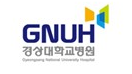 GNUH
경상대학교병원
Gyeongsang National University Hospital